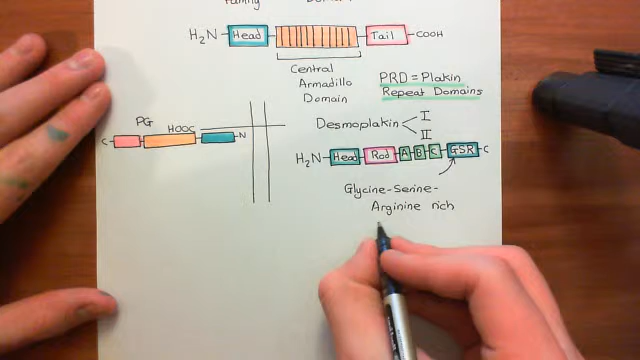 H₂N Head Tail COOH
Central
Armadillo
Domain
PRD = Plakin
Repeat Domains
PG
HOOC
C N
Desmoplakin I
II
H₂N Head Rod A B C GSR C
Glycine-Serine-
Arginine rich